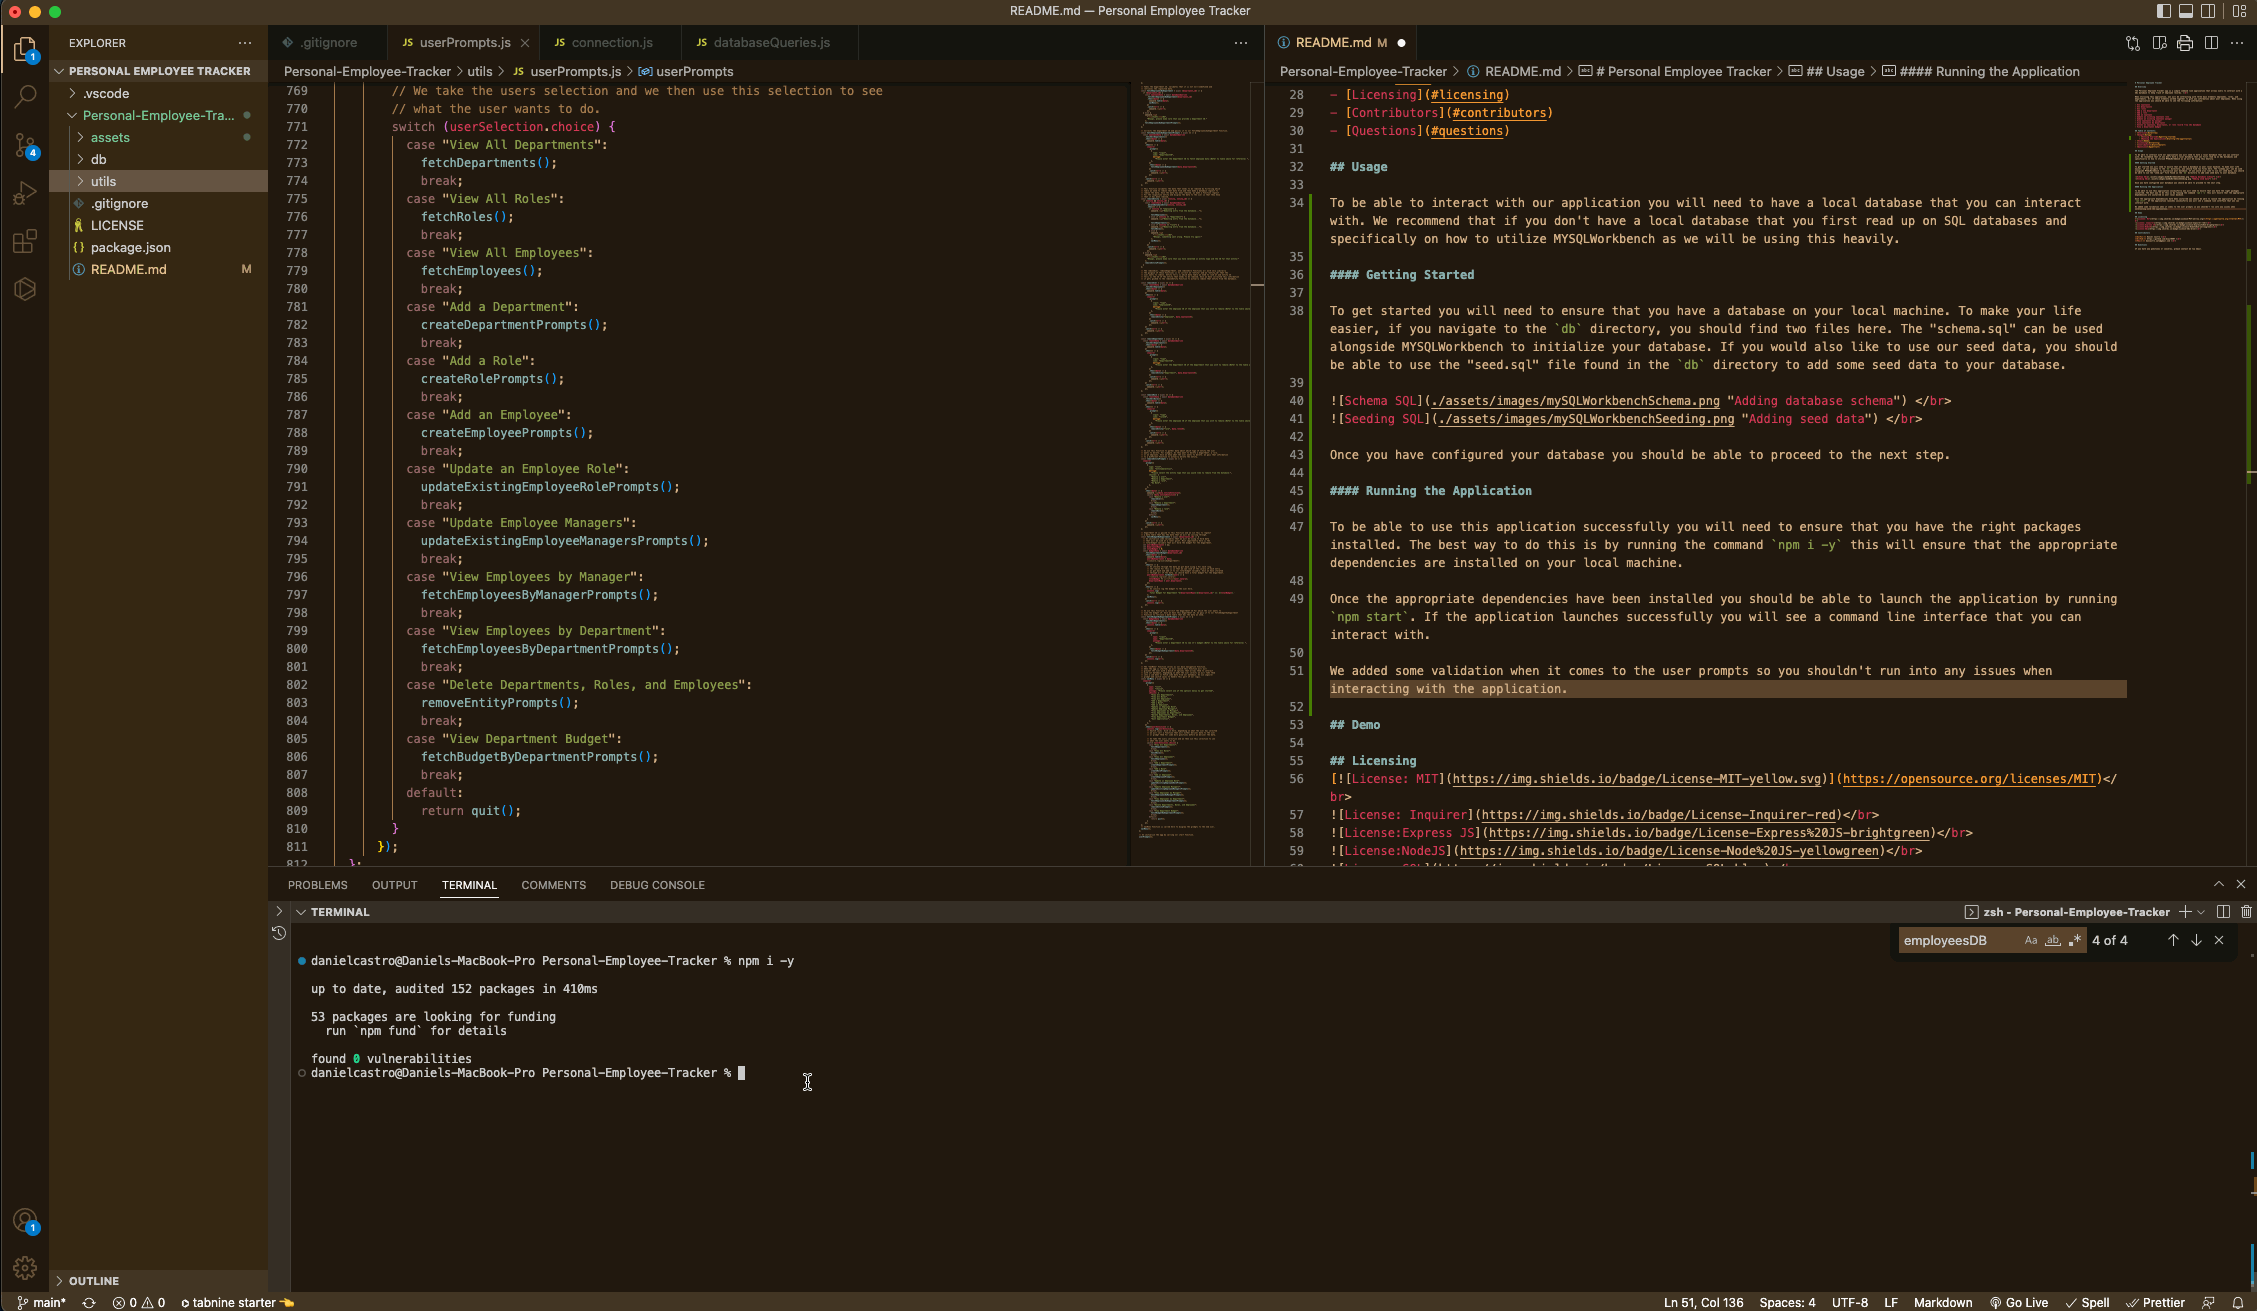 README.md — Personal Employee Tracker
EXPLORER
PERSONAL EMPLOYEE TRACKER
.vscode
Personal-Employee-Tra...
assets
db
utils
.gitignore
LICENSE
package.json
README.md M
OUTLINE
.gitignore
JS userPrompts.js
JS connection.js
JS databaseQueries.js
Personal-Employee-Tracker > utils > JS userPrompts.js > userPrompts
769 // We take the users selection and we then use this selection to see
770 // what the user wants to do.
771 switch (userSelection.choice) {
772 case "View All Departments":
773 fetchDepartments();
774 break;
775 case "View All Roles":
776 fetchRoles();
777 break;
778 case "View All Employees":
779 fetchEmployees();
780 break;
781 case "Add a Department":
782 createDepartmentPrompts();
783 break;
784 case "Add a Role":
785 createRolePrompts();
786 break;
787 case "Add an Employee":
788 createEmployeePrompts();
789 break;
790 case "Update an Employee Role":
791 updateExistingEmployeeRolePrompts();
792 break;
793 case "Update Employee Managers":
794 updateExistingEmployeeManagersPrompts();
795 break;
796 case "View Employees by Manager":
797 fetchEmployeesByManagerPrompts();
798 break;
799 case "View Employees by Department":
800 fetchEmployeesByDepartmentPrompts();
801 break;
802 case "Delete Departments, Roles, and Employees":
803 removeEntityPrompts();
804 break;
805 case "View Department Budget":
806 fetchBudgetByDepartmentPrompts();
807 break;
808 default:
809 return quit();
810 }
811 });
812 };
README.md M
Personal-Employee-Tracker > README.md > # Personal Employee Tracker > ## Usage > #### Running the Application
28 - [Licensing](#licensing)
29 - [Contributors](#contributors)
30 - [Questions](#questions)
31
32 ## Usage
33
34 To be able to interact with our application you will need to have a local database that you can interact
with. We recommend that if you don't have a local database that you first read up on SQL databases and
specifically on how to utilize MYSQLWorkbench as we will be using this heavily.
35
36 #### Getting Started
37
38 To get started you will need to ensure that you have a database on your local machine. To make your life
easier, if you navigate to the `db` directory, you should find two files here. The "schema.sql" can be used
alongside MYSQLWorkbench to initialize your database. If you would also like to use our seed data, you should
be able to use the "seed.sql" file found in the `db` directory to add some seed data to your database.
39
40 ![Schema SQL](./assets/images/mySQLWorkbenchSchema.png "Adding database schema") </br>
41 ![Seeding SQL](./assets/images/mySQLWorkbenchSeeding.png "Adding seed data") </br>
42
43 Once you have configured your database you should be able to proceed to the next step.
44
45 #### Running the Application
46
47 To be able to use this application successfully you will need to ensure that you have the right packages
installed. The best way to do this is by running the command `npm i -y` this will ensure that the appropriate
dependencies are installed on your local machine.
48
49 Once the appropriate dependencies have been installed you should be able to launch the application by running
`npm start`. If the application launches successfully you will see a command line interface that you can
interact with.
50
51 We added some validation when it comes to the user prompts so you shouldn't run into any issues when
interacting with the application.
52
53 ## Demo
54
55 ## Licensing
56 [![License: MIT](https://img.shields.io/badge/License-MIT-yellow.svg)](https://opensource.org/licenses/MIT)</
br>
57 ![License: Inquirer](https://img.shields.io/badge/License-Inquirer-red)</br>
58 ![License:Express JS](https://img.shields.io/badge/License-Express%20JS-brightgreen)</br>
59 ![License:NodeJS](https://img.shields.io/badge/License-Node%20JS-yellowgreen)</br>
PROBLEMS OUTPUT TERMINAL COMMENTS DEBUG CONSOLE
TERMINAL
zsh - Personal-Employee-Tracker
employeesDB Aa ab 4 of 4
danielcastro@Daniels-MacBook-Pro Personal-Employee-Tracker % npm i -y
up to date, audited 152 packages in 410ms
53 packages are looking for funding
run `npm fund` for details
found 0 vulnerabilities
danielcastro@Daniels-MacBook-Pro Personal-Employee-Tracker %
main* 0 0 tabnine starter
Ln 51, Col 136 Spaces: 4 UTF-8 LF Markdown Go Live Spell Prettier